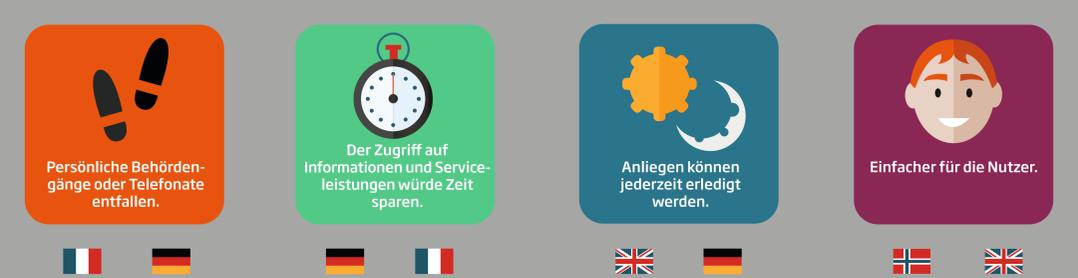 Persönliche Behörden-
gänge oder Telefonate
entfallen.
Der Zugriff auf
Informationen und Service-
leistungen würde Zeit
sparen.
Anliegen können
jederzeit erledigt
werden.
Einfacher für die Nutzer.